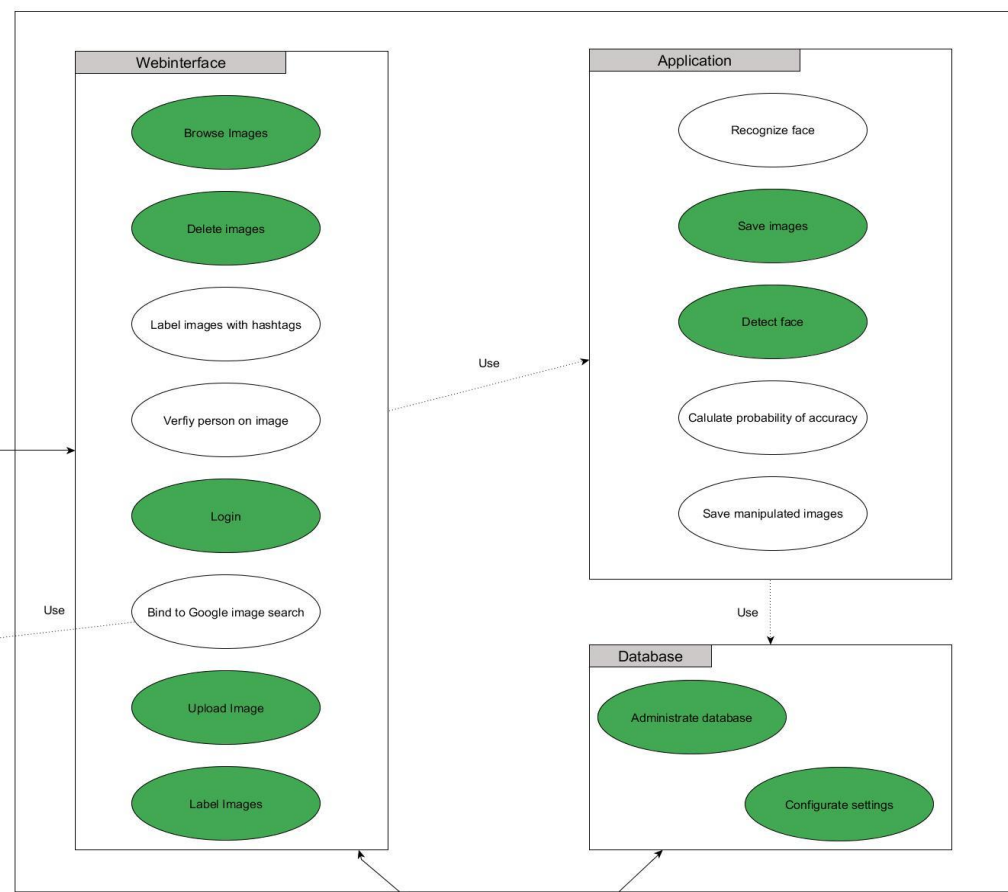 Webinterface
Browse Images
Delete images
Label images with hashtags
Verfiy person on image
Login
Bind to Google image search
Upload Image
Label Images
Use
Use
Application
Recognize face
Save images
Detect face
Calulate probability of accuracy
Save manipulated images
Use
Database
Administrate database
Configurate settings